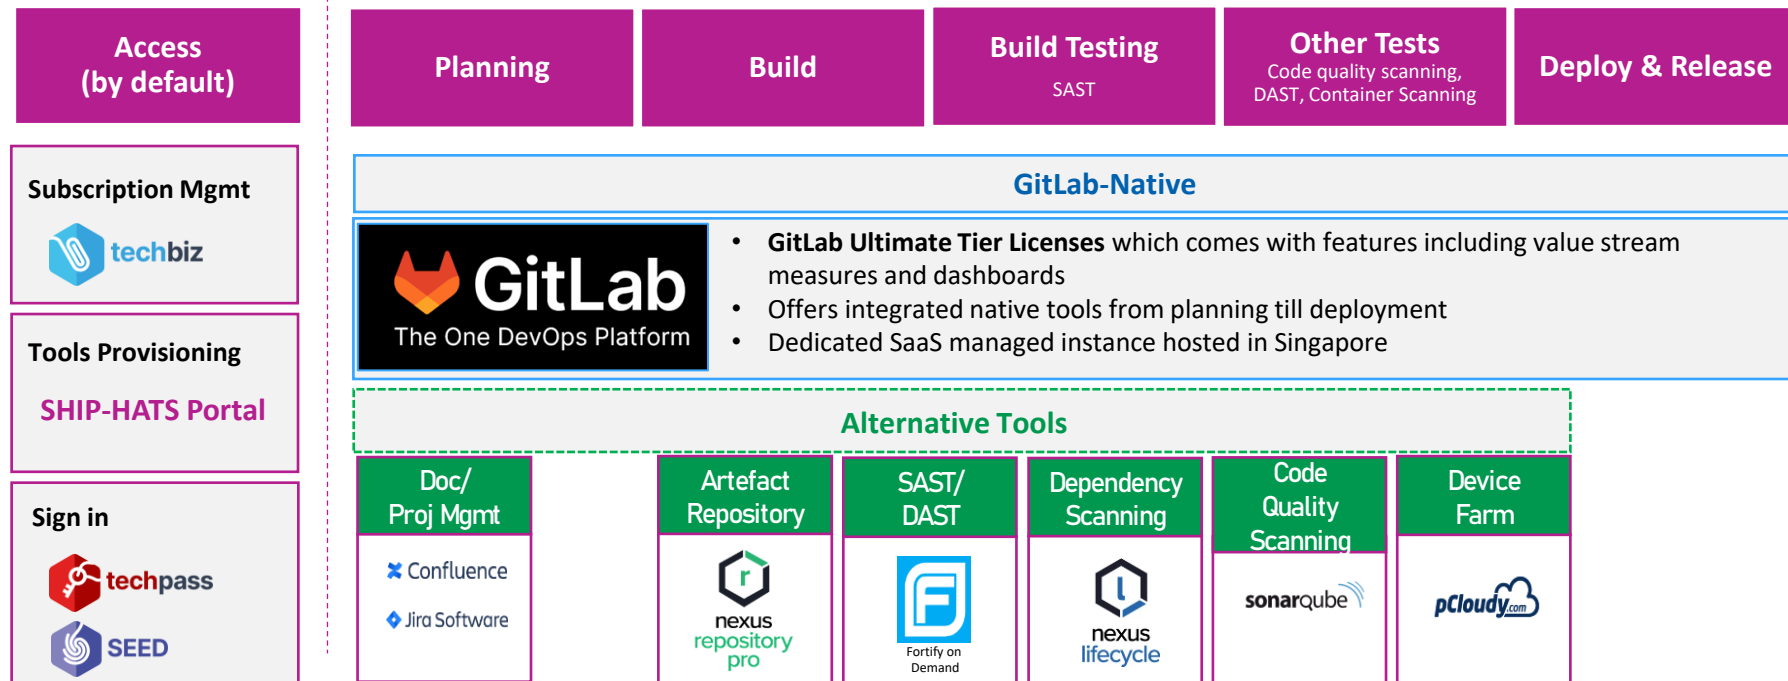 Access
(by default)
Planning
Build
Build Testing
SAST
Other Tests
Code quality scanning,
DAST, Container Scanning
Deploy & Release
Subscription Mgmt
techbiz
Tools Provisioning
SHIP-HATS Portal
Sign in
techpass
SEED
GitLab-Native
GitLab
The One DevOps Platform
• GitLab Ultimate Tier Licenses which comes with features including value stream
measures and dashboards
• Offers integrated native tools from planning till deployment
• Dedicated SaaS managed instance hosted in Singapore
Alternative Tools
Doc/
Proj Mgmt
Confluence
Jira Software
Artefact
Repository
nexus
repository
pro
SAST/
DAST
Fortify on
Demand
Dependency
Scanning
nexus
lifecycle
Code
Quality
Scanning
sonarqube
Device
Farm
pCloudy.com